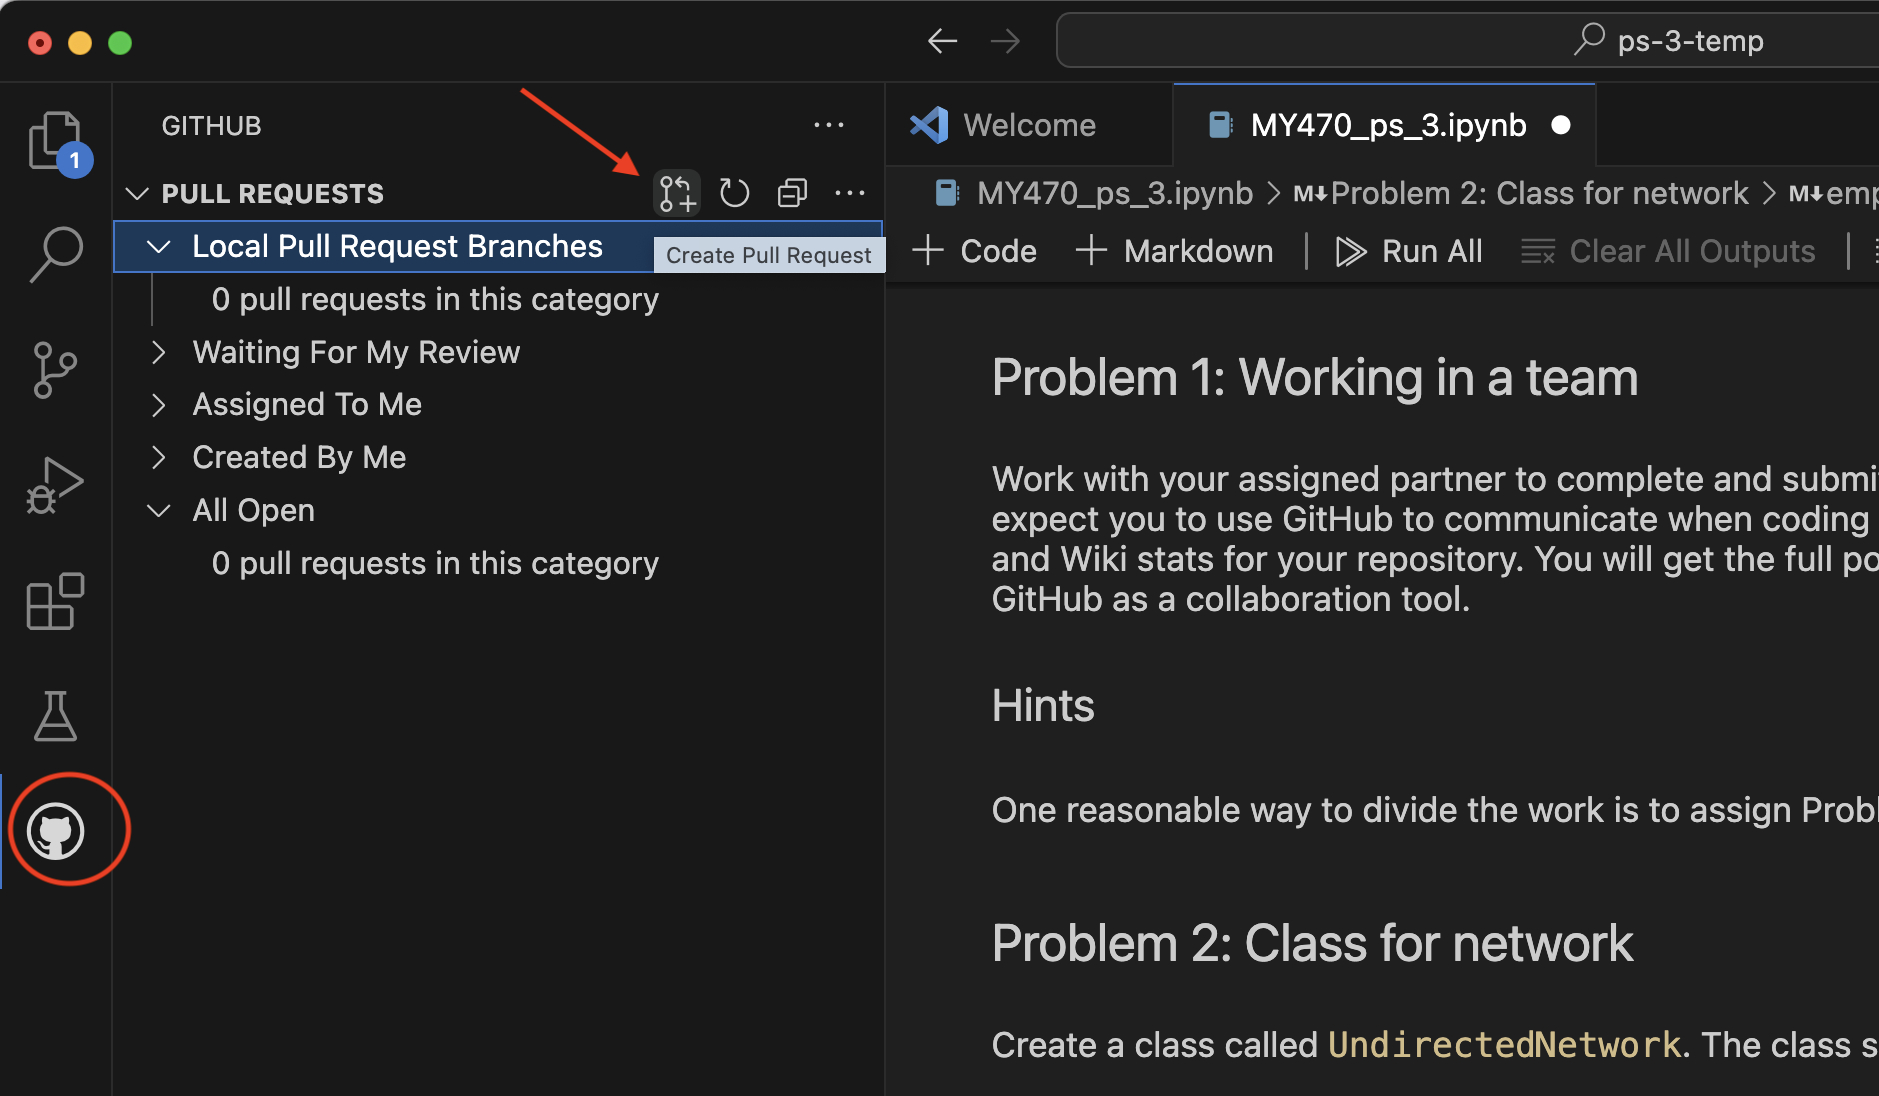 ps-3-temp
GITHUB
Welcome
MY470_ps_3.ipynb
1
PULL REQUESTS
MY470_ps_3.ipynb > M↓Problem 2: Class for network > M↓
Local Pull Request Branches
Create Pull Request
+ Code + Markdown | Run All Clear All Outputs |
0 pull requests in this category
Waiting For My Review
Assigned To Me
Created By Me
All Open
0 pull requests in this category
Problem 1: Working in a team
Work with your assigned partner to complete and submi
expect you to use GitHub to communicate when coding
and Wiki stats for your repository. You will get the full po
GitHub as a collaboration tool.
Hints
One reasonable way to divide the work is to assign Prob
Problem 2: Class for network
Create a class called UndirectedNetwork. The class s